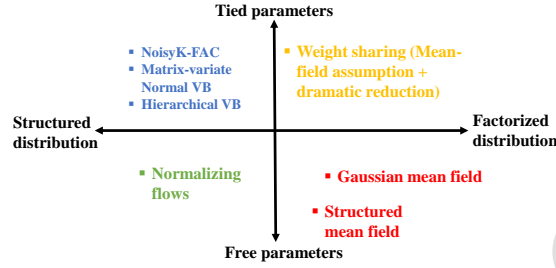 Tied parameters
▪ NoisyK-FAC
▪ Matrix-variate
Normal VB
▪ Hierarchical VB
▪ Weight sharing (Mean-
field assumption +
dramatic reduction)
Structured
distribution
Factorized
distribution
▪ Normalizing
flows
▪ Gaussian mean field
▪ Structured
mean field
Free parameters